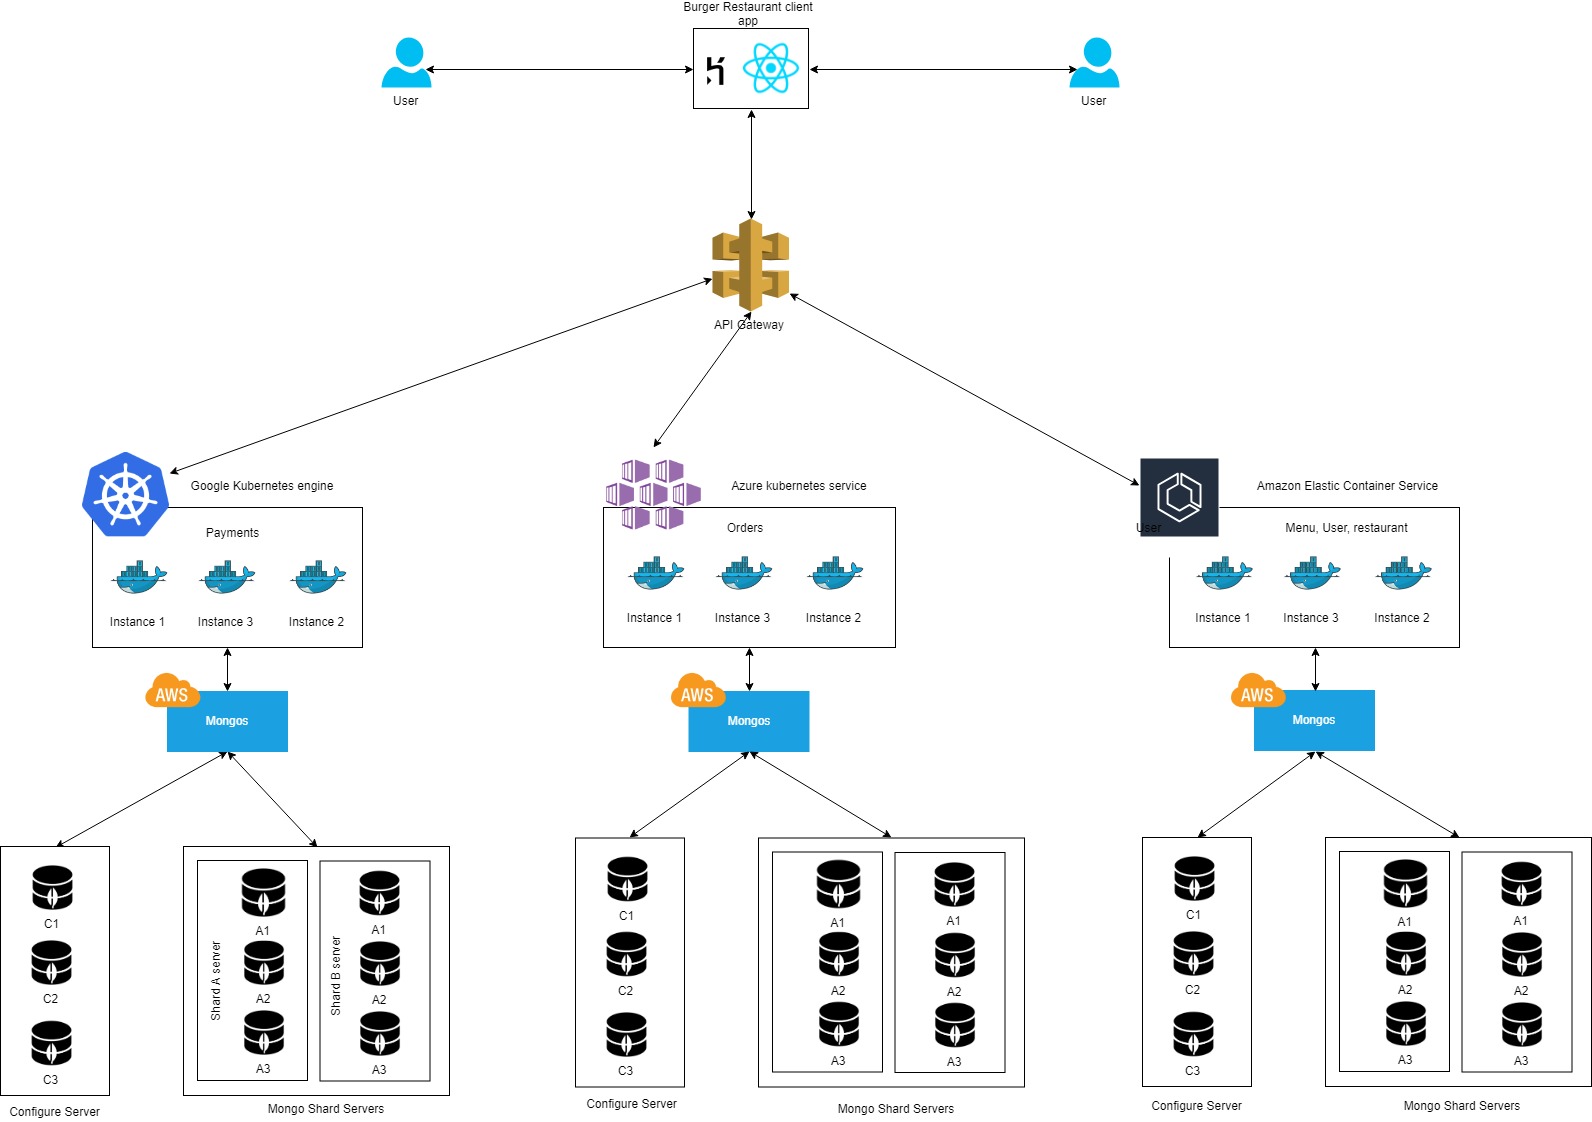 Burger Restaurant client
app
User
User
API Gateway
Google Kubernetes engine
Azure kubernetes service
Amazon Elastic Container Service
Payments
Orders
User
Menu, User, restaurant
Instance 1
Instance 3
Instance 2
Instance 1
Instance 3
Instance 2
Instance 1
Instance 3
Instance 2
AWS
Mongos
AWS
Mongos
AWS
Mongos
C1
C2
C3
Configure Server
Shard A server
A1
A2
A3
Shard B server
A1
A2
A3
Mongo Shard Servers
C1
C2
C3
Configure Server
A1
A2
A3
A1
A2
A3
Mongo Shard Servers
C1
C2
C3
Configure Server
A1
A2
A3
A1
A2
A3
Mongo Shard Servers